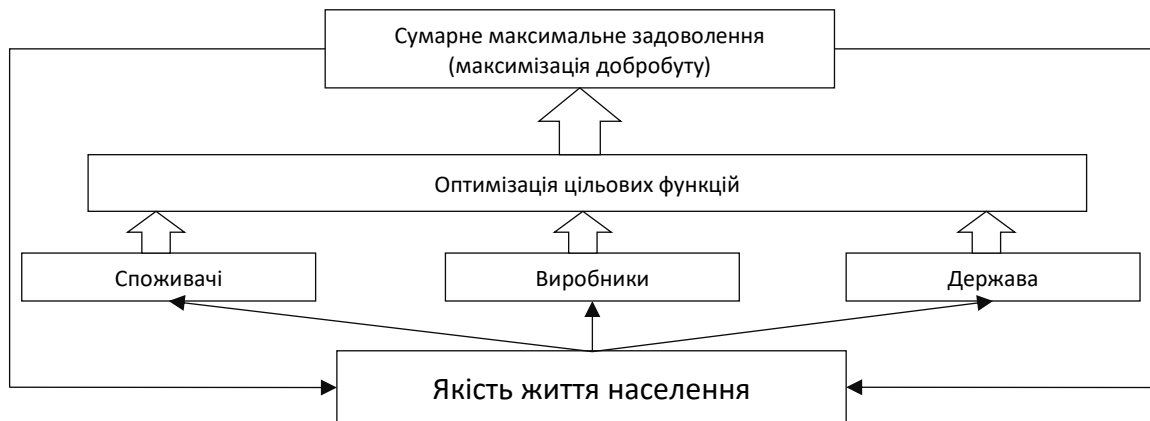 Сумарне максимальне задоволення
(максимізація добробуту)
Оптимізація цільових функцій
Споживачі
Виробники
Держава
Якість життя населення